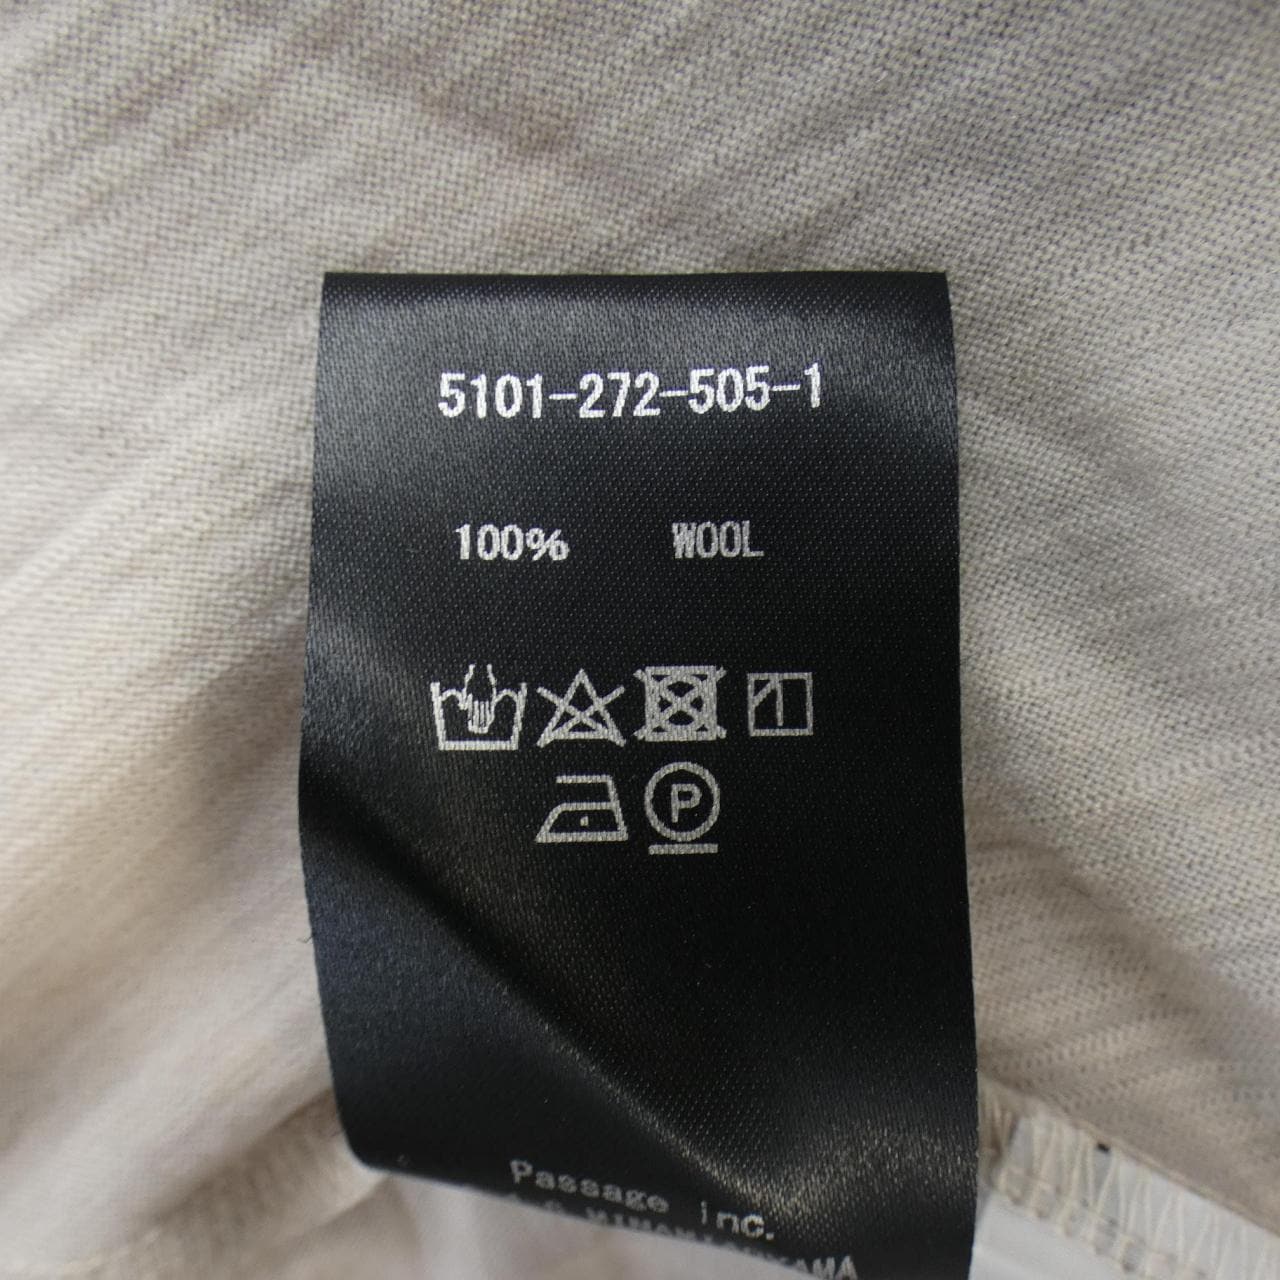 5101-272-505-1
100% WOOL
P
Passage inc.